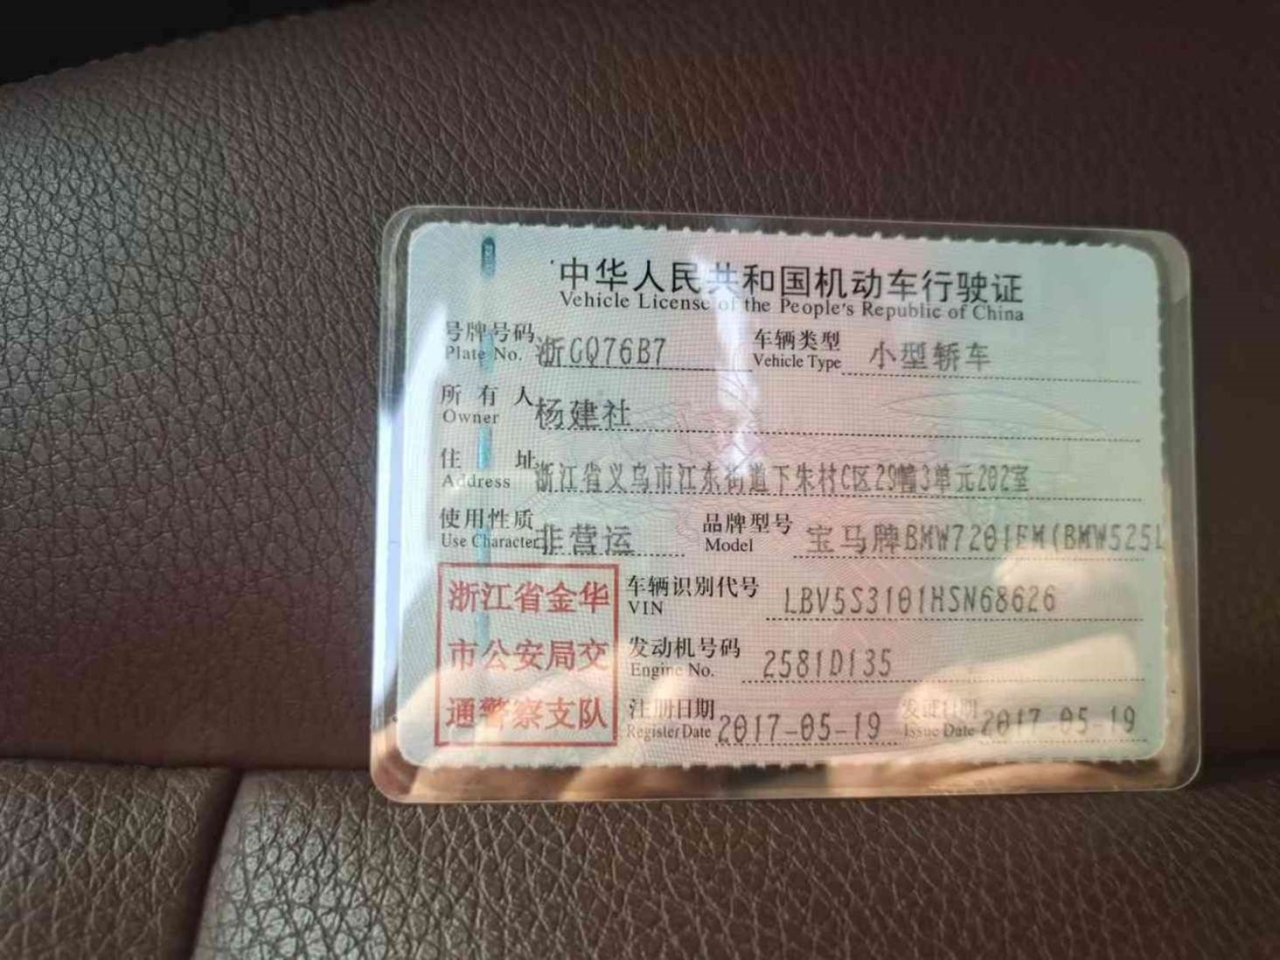 中华人民共和国机动车行驶证
Vehicle License of the People's Republic of China
号牌号码 浙GQ76B7 车辆类型 小型轿车
Plate No. Vehicle Type
所有人 杨建社
Owner
住址 浙江省义乌市江东街道下朱村C区29幢3单元202室
Address
使用性质 非营运 品牌型号 宝马牌BMW7201EM(BMW525L
Use Character Model
浙江省金华
市公安局交
通警察支队
车辆识别代号 LBV5S3101HSN68626
VIN
发动机号码 2581D135
Engine No.
注册日期 2017-05-19 发证日期 2017-05-19
Register Date Issue Date